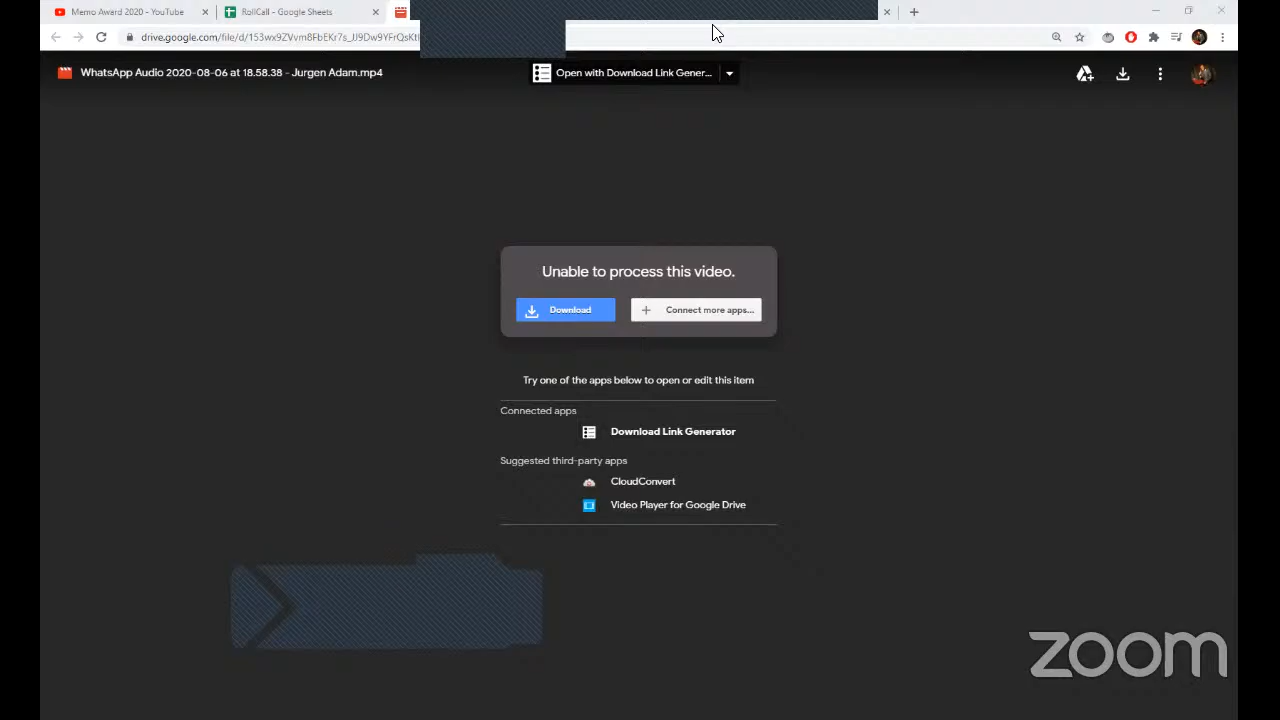 Memo Award 2020 - YouTube
RollCall - Google Sheets
drive.google.com/file/d/
WhatsApp Audio 2020-08-06 at 18.58.38 - Jurgen Adam.mp4
Open with Download Link Gener...
Unable to process this video.
Download
Connect more apps...
Try one of the apps below to open or edit this item
Connected apps
Download Link Generator
Suggested third-party apps
CloudConvert
Video Player for Google Drive
zoom